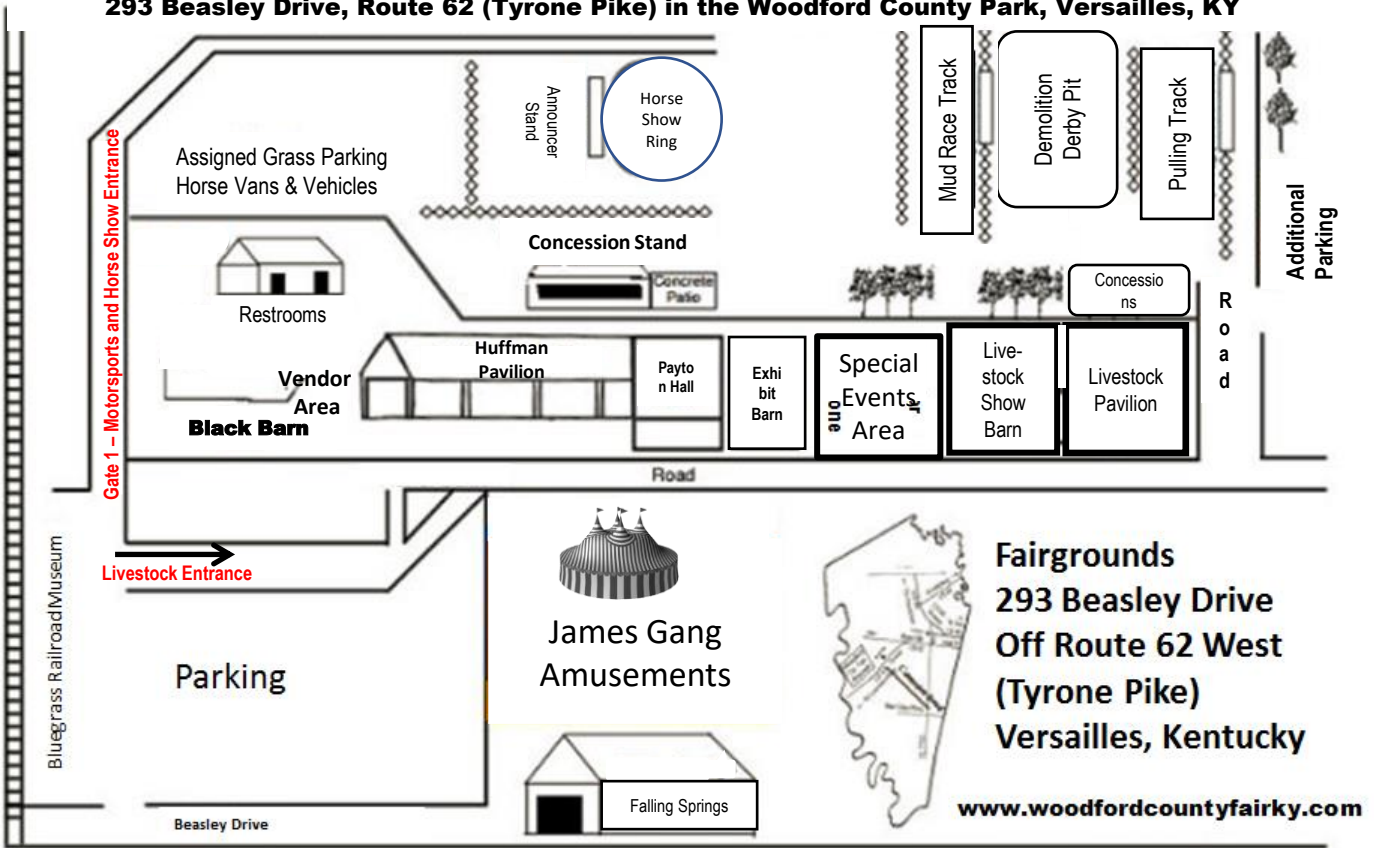 293 Beasley Drive, Route 62 (Tyrone Pike) in the Woodford County Park, Versailles, KY
Gate 1 – Motorsports and Horse Show Entrance
Assigned Grass Parking
Horse Vans & Vehicles
Announcer
Stand
Horse
Show
Ring
Mud Race Track
Demolition
Derby Pit
Pulling Track
Additional
Parking
Concession Stand
Concrete
Patio
Restrooms
Concessio
ns
R
o
a
d
Vendor
Area
Black Barn
Huffman
Pavilion
Payto
n Hall
Exhi
bit
Barn
Special
Events
Area
ar
one
Live-
stock
Show
Barn
Livestock
Pavilion
Road
Livestock Entrance
Bluegrass RailroadMuseum
Parking
James Gang
Amusements
Falling Springs
Beasley Drive
Fairgrounds
293 Beasley Drive
Off Route 62 West
(Tyrone Pike)
Versailles, Kentucky
www.woodfordcountyfairky.com